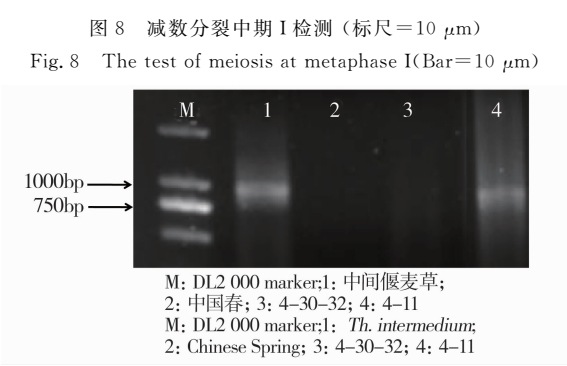 图 8 减数分裂中期 I 检测（标尺＝10 μm）
Fig. 8 The test of meiosis at metaphase I(Bar＝10 μm)
M 1 2 3 4
1000bp
750bp
M: DL2 000 marker;1: 中间偃麦草;
2: 中国春; 3: 4–30–32; 4: 4–11
M: DL2 000 marker;1: Th. intermedium;
2: Chinese Spring; 3: 4–30–32; 4: 4–11